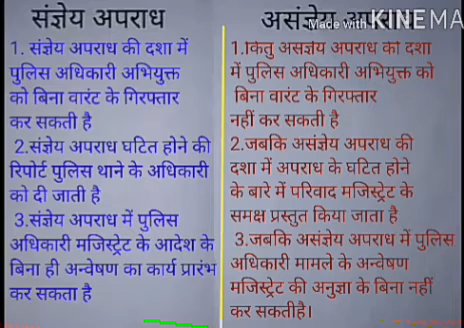 संज्ञेय अपराध
1. संज्ञेय अपराध की दशा में
पुलिस अधिकारी अभियुक्त
को बिना वारंट के गिरफ्तार
कर सकती है
2.संज्ञेय अपराध घटित होने की
रिपोर्ट पुलिस थाने के अधिकारी
को दी जाती है
3.संज्ञेय अपराध में पुलिस
अधिकारी मजिस्ट्रेट के आदेश के
बिना ही अन्वेषण का कार्य प्रारंभ
कर सकता है
असंज्ञेय अपराध
Made with KINEMA
1.किंतु असज्ञेय अपराध की दशा
में पुलिस अधिकारी अभियुक्त को
बिना वारंट के गिरफ्तार
नहीं कर सकती है
2.जबकि असंज्ञेय अपराध की
दशा में अपराध के घटित होने
के बारे में परिवाद मजिस्ट्रेट के
समक्ष प्रस्तुत किया जाता है
3.जबकि असंज्ञेय अपराध में पुलिस
अधिकारी मामले के अन्वेषण
मजिस्ट्रेट की अनुज्ञा के बिना नहीं
कर सकतीहै।